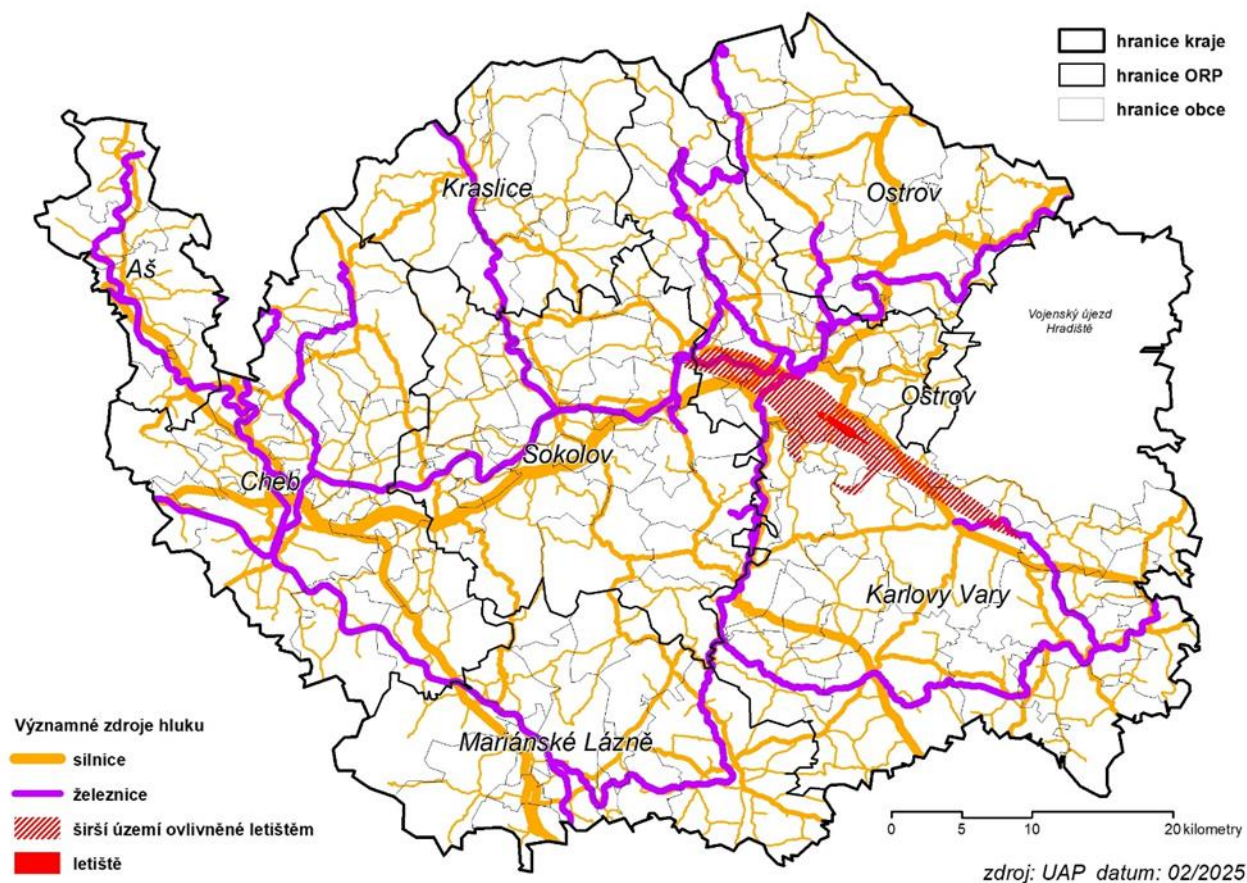 hranice kraje
hranice ORP
hranice obce
Kraslice
Ostrov
Aš
Vojenský újezd
Hradiště
Ostrov
Sokolov
Cheb
Karlovy Vary
Mariánské Lázně
Významné zdroje hluku
silnice
železnice
širší území ovlivněné letištěm
letiště
0 5 10 20 kilometry
zdroj: UAP datum: 02/2025